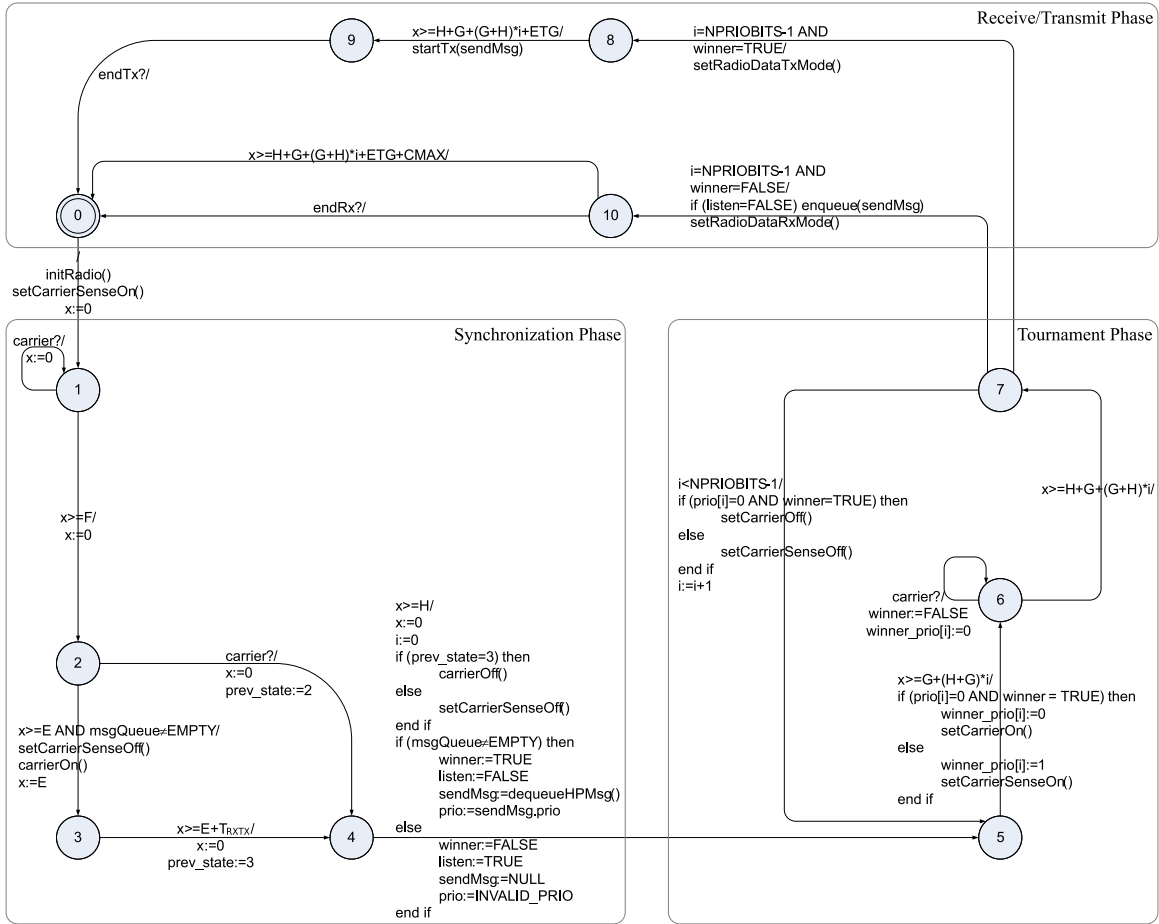 Receive/Transmit Phase
9
x>=H+G+(G+H)*i+ETG/
startTx(sendMsg)
8
i=NPRIOBITS-1 AND
winner=TRUE/
setRadioDataTxMode()
endTx?/
x>=H+G+(G+H)*i+ETG+CMAX/
i=NPRIOBITS-1 AND
winner=FALSE/
if (listen=FALSE) enqueue(sendMsg)
setRadioDataRxMode()
0
endRx?/
10
/
initRadio()
setCarrierSenseOn()
x:=0
Synchronization Phase
carrier?/
x:=0
1
x>=F/
x:=0
2
carrier?/
x:=0
prev_state:=2
x>=E AND msgQueue≠EMPTY/
setCarrierSenseOff()
carrierOn()
x:=E
3
x>=E+TRXTX/
x:=0
prev_state:=3
4
x>=H/
x:=0
i:=0
if (prev_state=3) then
carrierOff()
else
setCarrierSenseOff()
end if
if (msgQueue≠EMPTY) then
winner:=TRUE
listen:=FALSE
sendMsg:=dequeueHPMsg()
prio:=sendMsg.prio
else
winner:=FALSE
listen:=TRUE
sendMsg:=NULL
prio:=INVALID_PRIO
end if
Tournament Phase
7
i<NPRIOBITS-1/
if (prio[i]=0 AND winner=TRUE) then
setCarrierOff()
else
setCarrierSenseOff()
end if
i:=i+1
x>=H+G+(G+H)*i/
6
carrier?/
winner:=FALSE
winner_prio[i]:=0
x>=G+(H+G)*i/
if (prio[i]=0 AND winner = TRUE) then
winner_prio[i]:=0
setCarrierOn()
else
winner_prio[i]:=1
setCarrierSenseOn()
end if
5